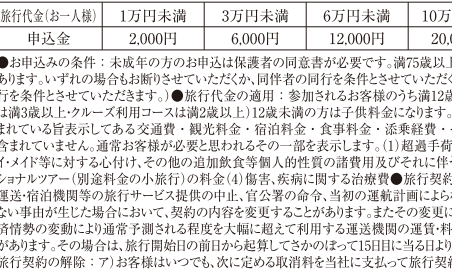 旅行代金（お一人様） 1万円未満 3万円未満 6万円未満 10万
申込金 2,000円 6,000円 12,000円 20,0
●お申込みの条件：未成年の方のお申込は保護者の同意書が必要です。満75歳以上
あります。いずれの場合もお断りさせていただくか、同伴者の同行を条件とさせていただく
行を条件とさせていただきます。）●旅行代金の適用：参加されるお客様のうち満12歳
は満3歳以上・クルーズ利用コースは満2歳以上）12歳未満の方は子供料金になります。
まれている旨表示してある交通費・観光料金・宿泊料金・食事料金・添乗経費・
含まれていません。通常お客様が必要と思われるその一部を表示します。（1）超過手荷
イ・メイド等に対する心付け、その他の追加飲食等個人的性質の諸費用及びそれに伴
ショナルツアー（別途料金の小旅行）の料金（4）傷害、疾病に関する治療費●旅行契約
運送・宿泊機関等の旅行サービス提供の中止、官公署の命令、当初の運航計画によら
ない事由が生じた場合において、契約の内容を変更することがあります。またその変更に
済情勢の変動により通常予測される程度を大幅に超えて利用する運送機関の運賃・料
があります。その場合は、旅行開始日の前日から起算してさかのぼって15日目に当る日より
旅行契約の解除：ア）お客様はいつでも、次に定める取消料を当社に支払って旅行契約